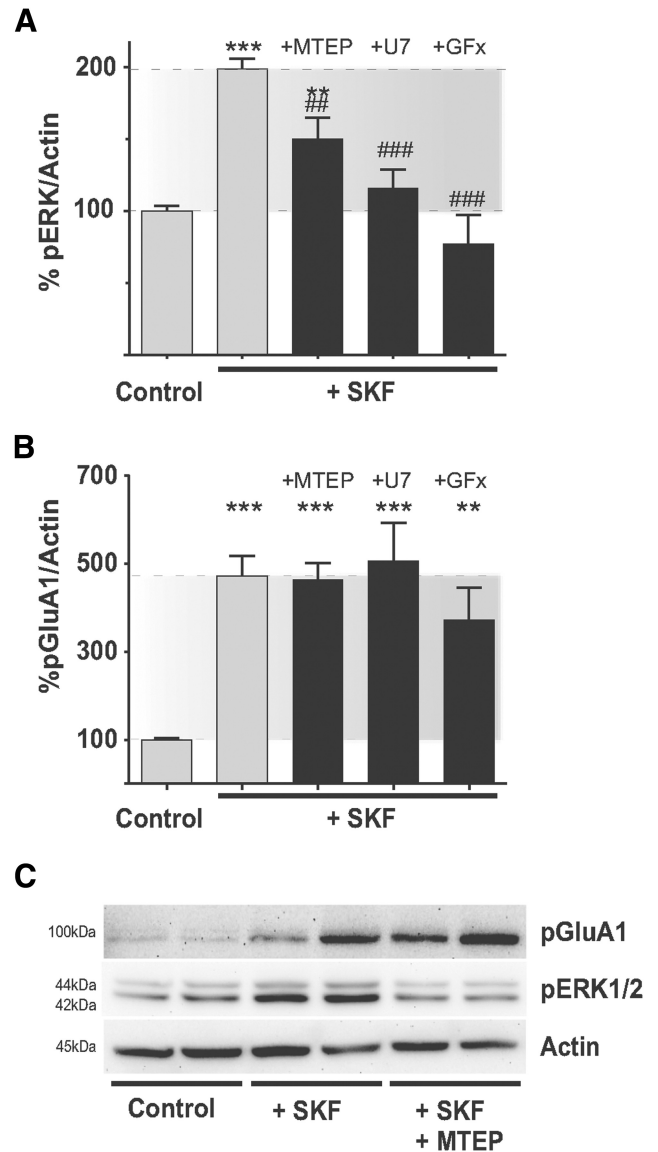 A
*** +MTEP +U7 +GFx
200
**
##
###
###
100
% pERK/Actin
Control
+ SKF
B
700
+MTEP +U7 +GFx
*** *** *** **
500
300
100
%pGluA1/Actin
Control
+ SKF
C
100kDa pGluA1
44kDa
42kDa pERK1/2
45kDa Actin
Control + SKF + SKF
+ MTEP